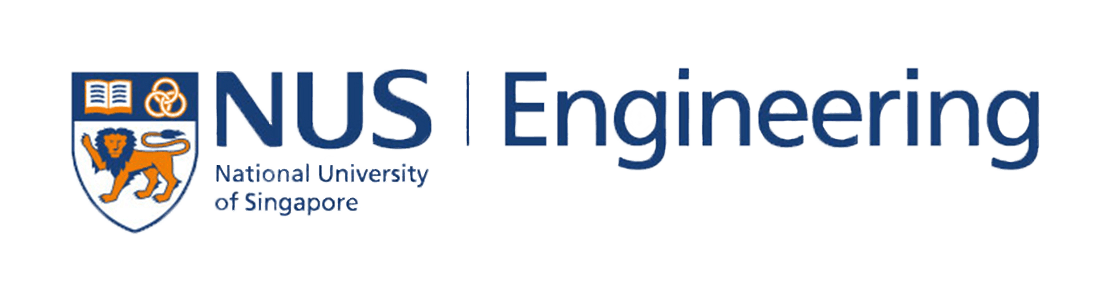 NUS | Engineering
National University
of Singapore